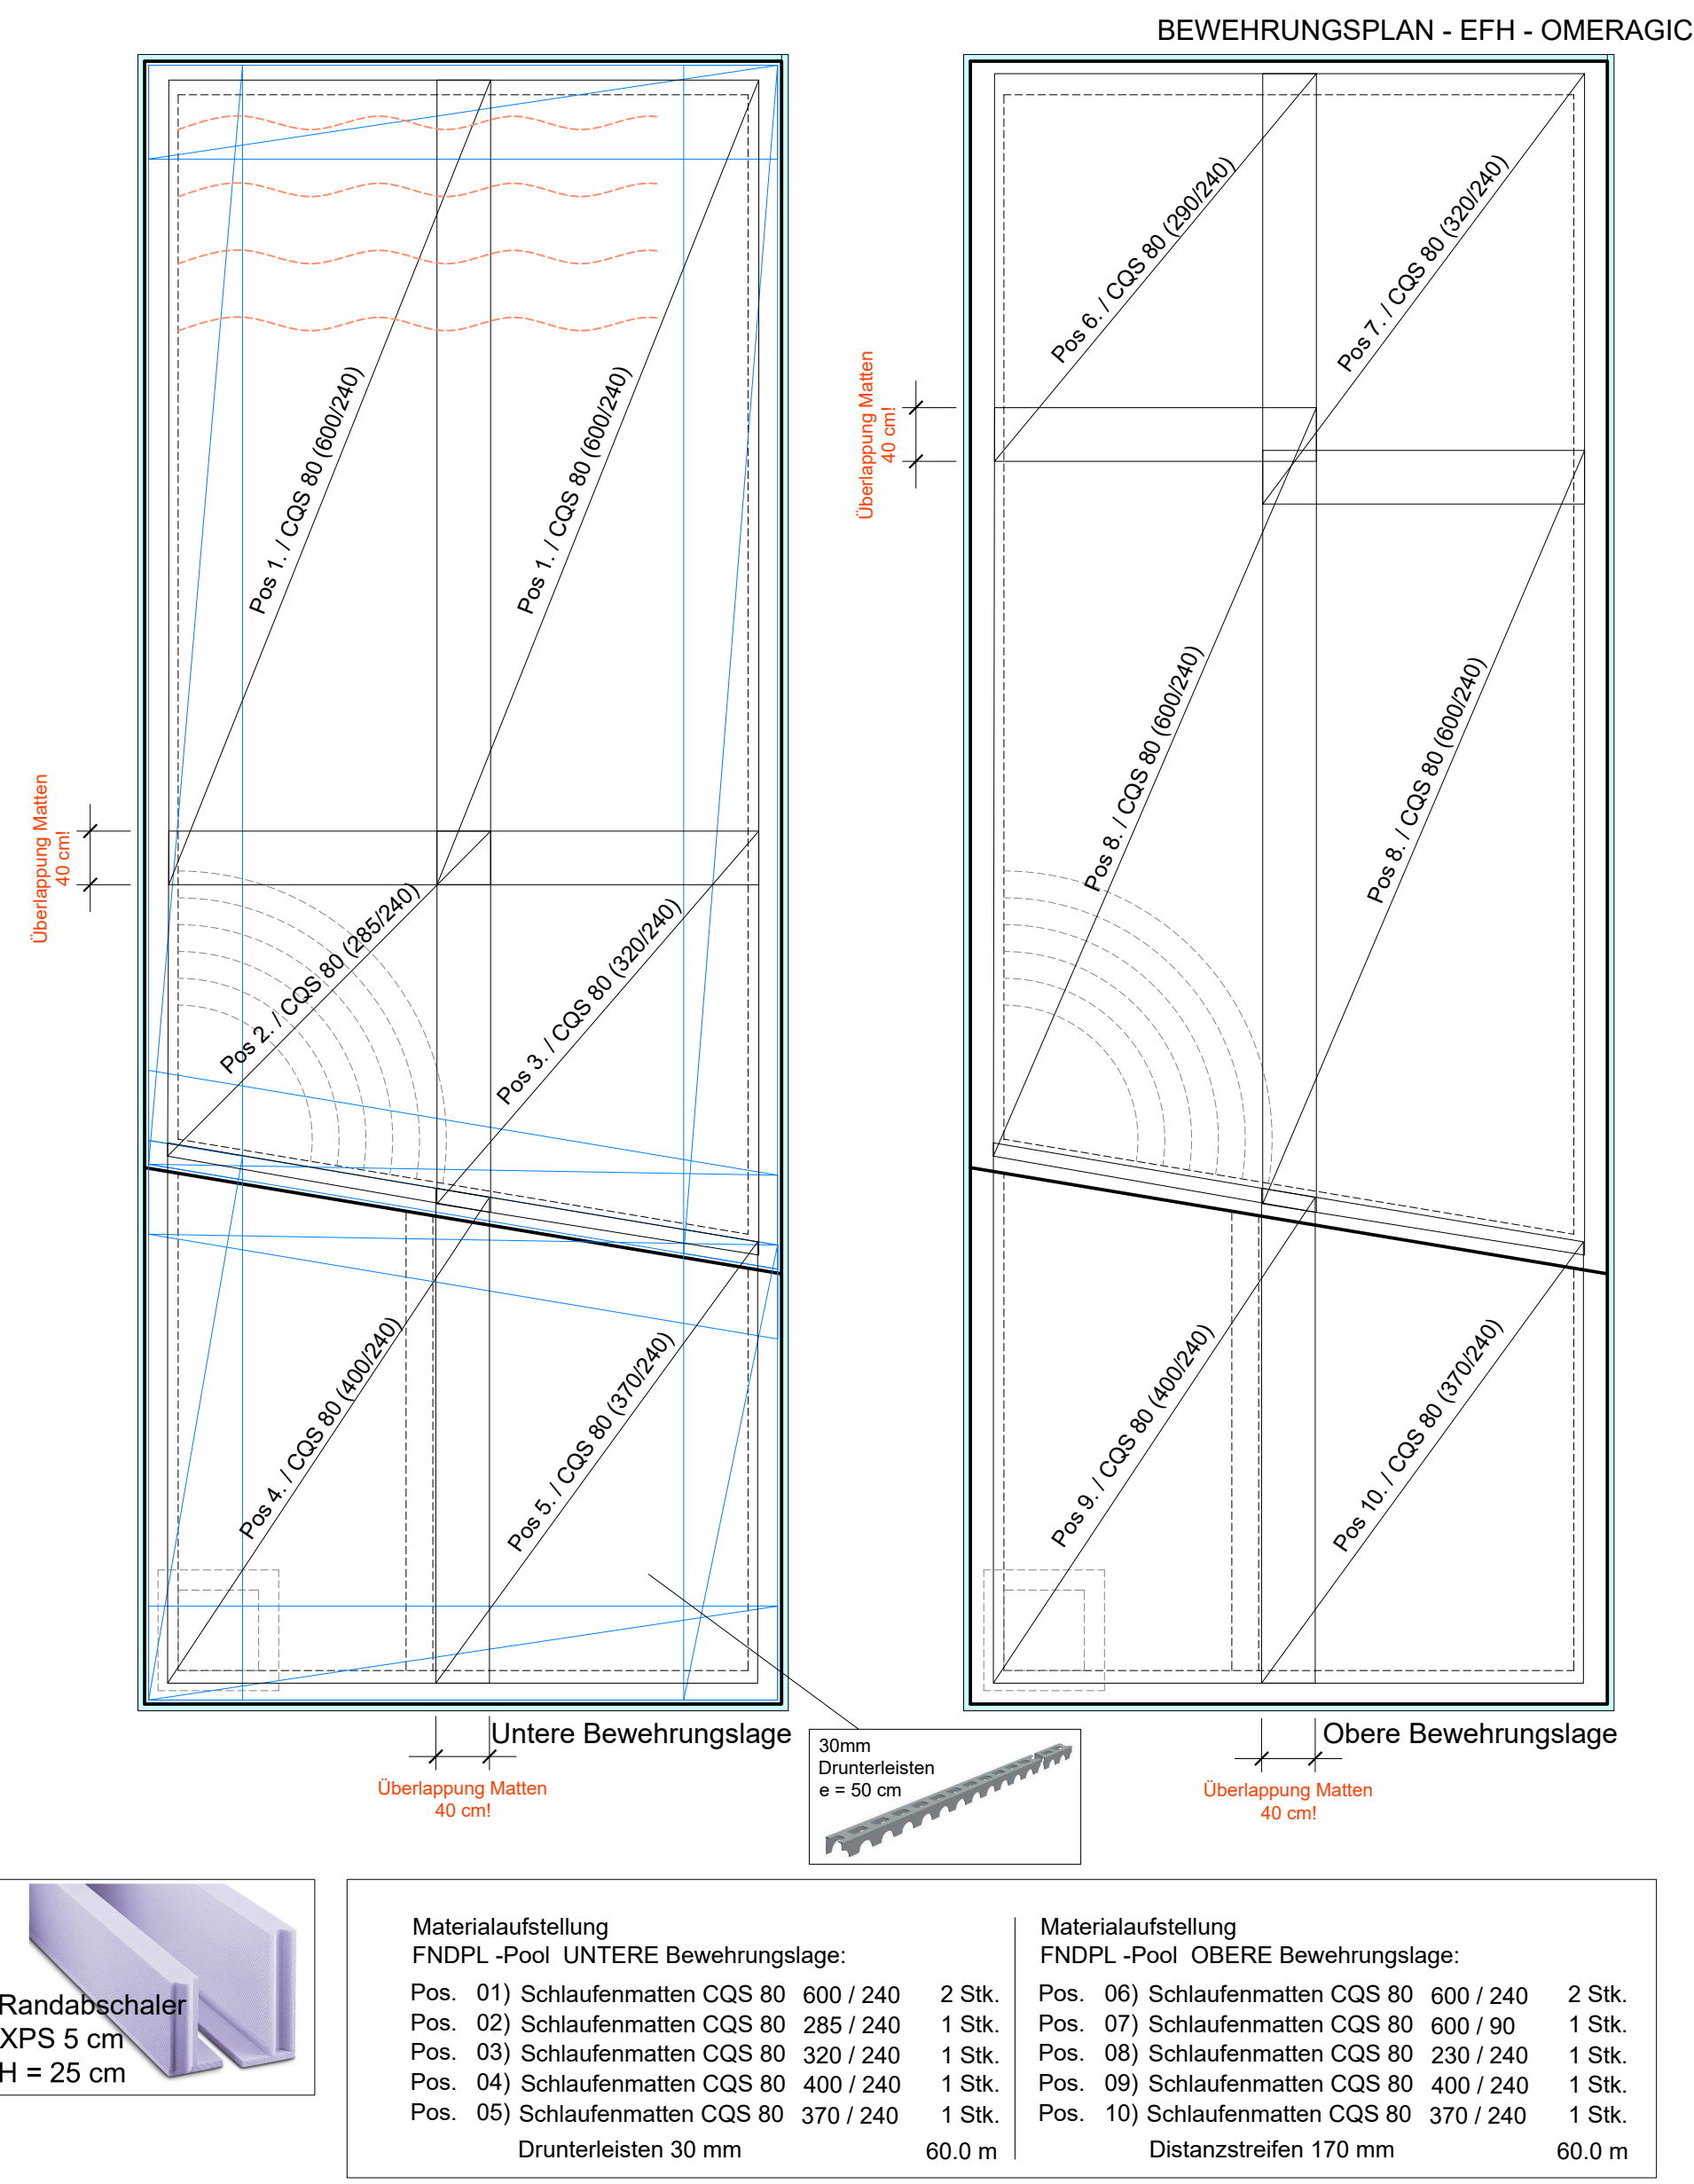 BEWEHRUNGSPLAN - EFH - OMERAGIC
Pos 1. / CQS 80 (600/240)
Pos 1. / CQS 80 (600/240)
Überlappung Matten
40 cm!
Pos 2. / CQS 80 (285/240)
Pos 3. / CQS 80 (320/240)
Pos 4. / CQS 80 (400/240)
Pos 5. / CQS 80 (370/240)
Untere Bewehrungslage
Überlappung Matten
40 cm!
Pos 6. / CQS 80 (290/240)
Pos 7. / CQS 80 (320/240)
Überlappung Matten
40 cm!
Pos 8. / CQS 80 (600/240)
Pos 8. / CQS 80 (600/240)
Pos 9. / CQS 80 (400/240)
Pos 10. / CQS 80 (370/240)
Obere Bewehrungslage
Überlappung Matten
40 cm!
30mm
Drunterleisten
e = 50 cm
Randabschaler
XPS 5 cm
H = 25 cm
Materialaufstellung
FNDPL -Pool UNTERE Bewehrungslage:
Pos. 01) Schlaufenmatten CQS 80 600 / 240 2 Stk.
Pos. 02) Schlaufenmatten CQS 80 285 / 240 1 Stk.
Pos. 03) Schlaufenmatten CQS 80 320 / 240 1 Stk.
Pos. 04) Schlaufenmatten CQS 80 400 / 240 1 Stk.
Pos. 05) Schlaufenmatten CQS 80 370 / 240 1 Stk.
Drunterleisten 30 mm 60.0 m
Materialaufstellung
FNDPL -Pool OBERE Bewehrungslage:
Pos. 06) Schlaufenmatten CQS 80 600 / 240 2 Stk.
Pos. 07) Schlaufenmatten CQS 80 600 / 90 1 Stk.
Pos. 08) Schlaufenmatten CQS 80 230 / 240 1 Stk.
Pos. 09) Schlaufenmatten CQS 80 400 / 240 1 Stk.
Pos. 10) Schlaufenmatten CQS 80 370 / 240 1 Stk.
Distanzstreifen 170 mm 60.0 m